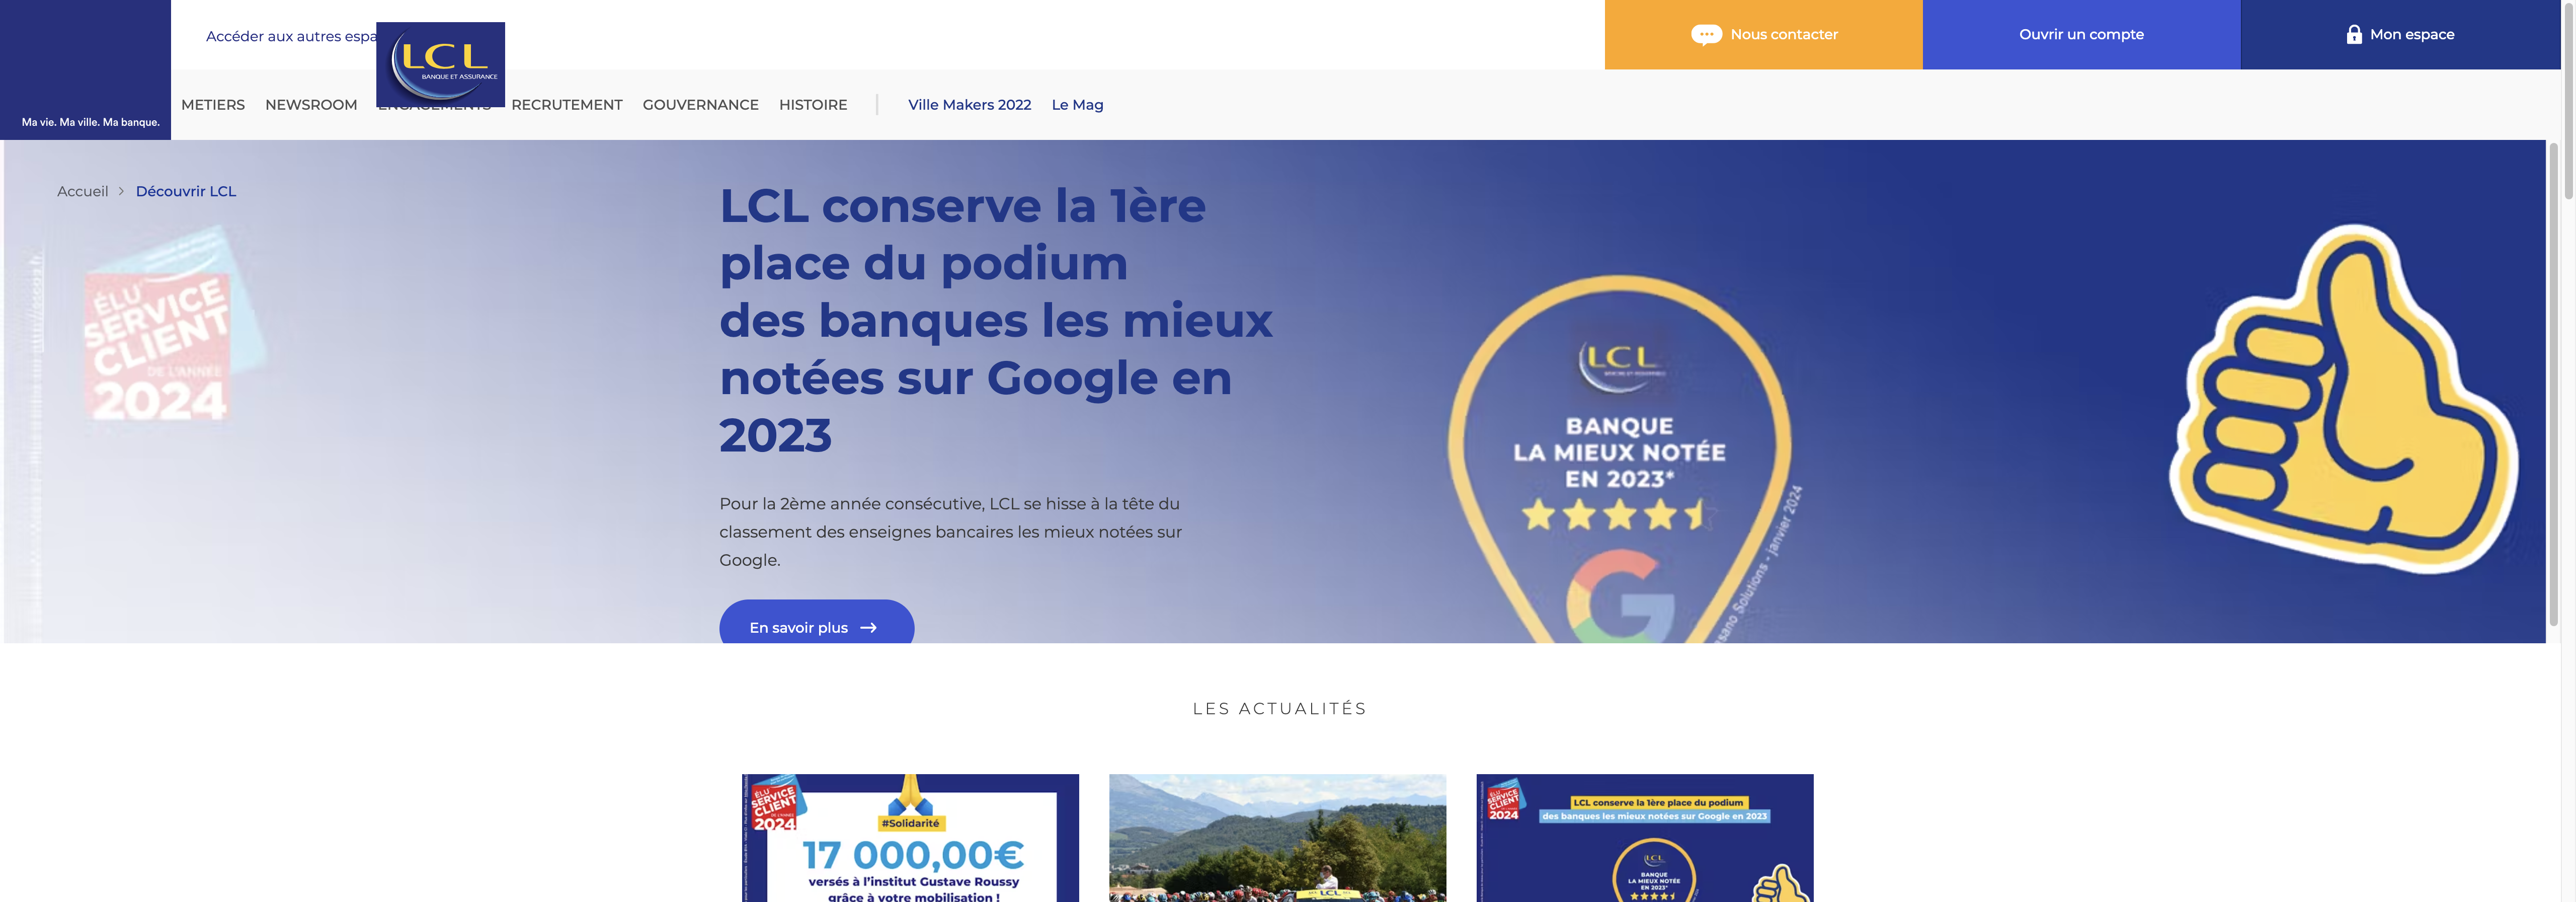 Accéder aux autres espa
LCL
BANQUE ET ASSURANCE
Nous contacter
Ouvrir un compte
Mon espace
Ma vie. Ma ville. Ma banque.
METIERS
NEWSROOM
ENGAGEMENTS
RECRUTEMENT
GOUVERNANCE
HISTOIRE
Ville Makers 2022
Le Mag
Accueil > Découvrir LCL
ÉLU
SERVICE
CLIENT
DE L'ANNÉE
2024
LCL conserve la 1ère
place du podium
des banques les mieux
notées sur Google en
2023
Pour la 2ème année consécutive, LCL se hisse à la tête du
classement des enseignes bancaires les mieux notées sur
Google.
En savoir plus →
LCL
BANQUE
LA MIEUX NOTÉE
EN 2023*
G
Solutions - janvier 2024
LES ACTUALITÉS
ÉLU
SERVICE
CLIENT
DE L'ANNÉE
2024
#Solidarité
17 000,00€
versés à l'institut Gustave Roussy
grâce à votre mobilisation !
LCL
ÉLU
SERVICE
CLIENT
DE L'ANNÉE
2024
LCL conserve la 1ère place du podium
des banques les mieux notées sur Google en 2023
LCL
BANQUE
LA MIEUX NOTÉE
EN 2023*